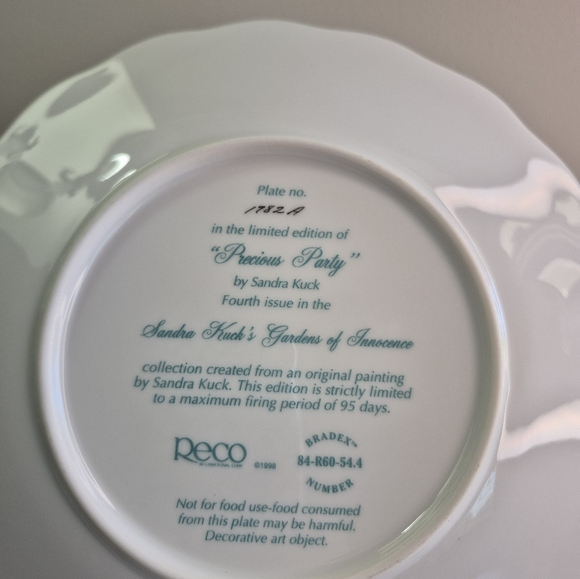 Plate no.
1782A
in the limited edition of
“Precious Party”
by Sandra Kuck
Fourth issue in the
Sandra Kuck's Gardens of Innocence
collection created from an original painting
by Sandra Kuck. This edition is strictly limited
to a maximum firing period of 95 days.
Reco
©1998
BRADEX™
84-R60-54.4
NUMBER
Not for food use-food consumed
from this plate may be harmful.
Decorative art object.